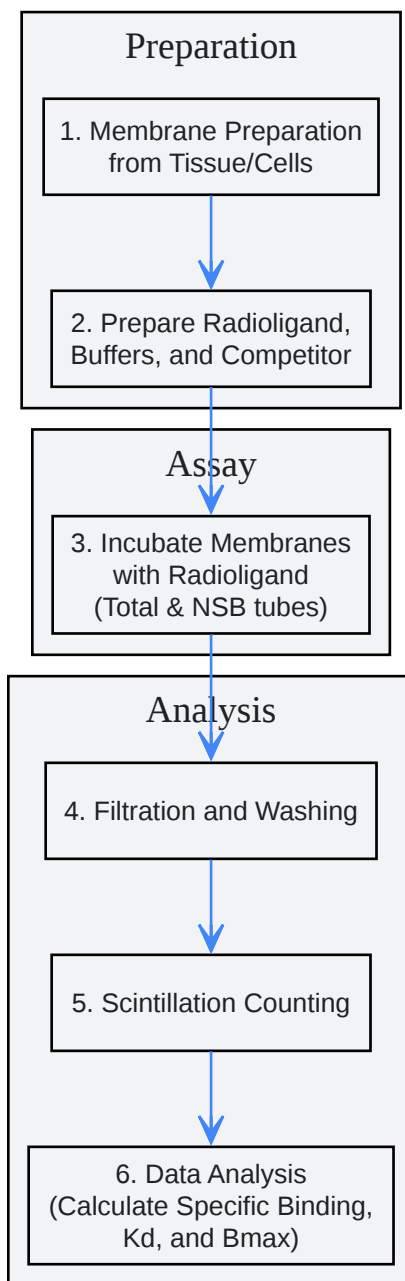 Preparation
1. Membrane Preparation
from Tissue/Cells
2. Prepare Radioligand,
Buffers, and Competitor
Assay
3. Incubate Membranes
with Radioligand
(Total & NSB tubes)
Analysis
4. Filtration and Washing
5. Scintillation Counting
6. Data Analysis
(Calculate Specific Binding,
Kd, and Bmax)